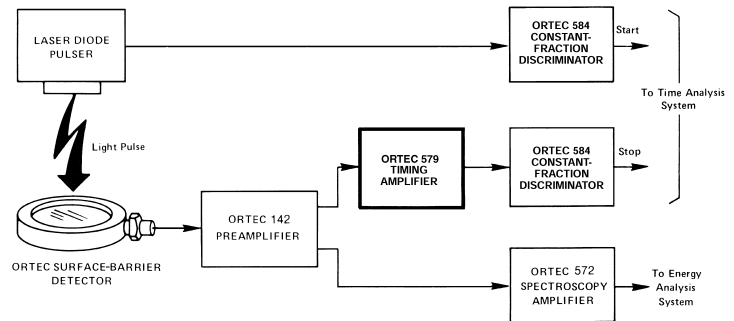 LASER DIODE
PULSER
ORTEC 584
CONSTANT-
FRACTION
DISCRIMINATOR
Start
To Time Analysis
System
Light Pulse
ORTEC 579
TIMING
AMPLIFIER
ORTEC 584
CONSTANT-
FRACTION
DISCRIMINATOR
Stop
ORTEC 142
PREAMPLIFIER
ORTEC SURFACE-BARRIER
DETECTOR
ORTEC 572
SPECTROSCOPY
AMPLIFIER
To Energy
Analysis
System